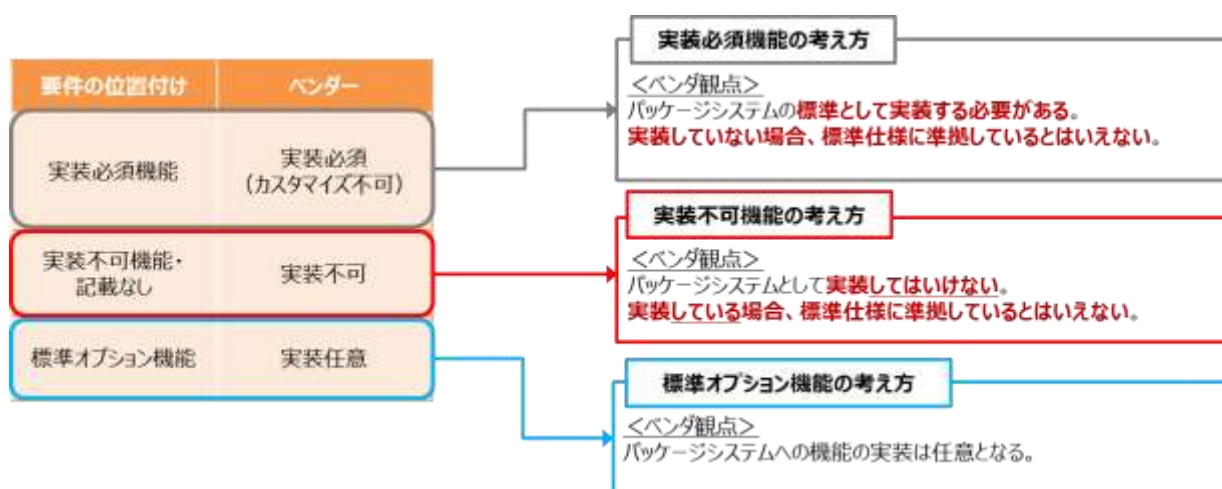 要件の位置付け ベンダー
実装必須機能
実装必須
(カスタマイズ不可)
実装不可機能・
記載なし
実装不可
標準オプション機能
実装任意
実装必須機能の考え方
<ベンダ観点>
パッケージシステムの標準として実装する必要がある。
実装していない場合、標準仕様に準拠しているとはいえない。
実装不可機能の考え方
<ベンダ観点>
パッケージシステムとして実装してはいけない。
実装している場合、標準仕様に準拠しているとはいえない。
標準オプション機能の考え方
<ベンダ観点>
パッケージシステムへの機能の実装は任意となる。